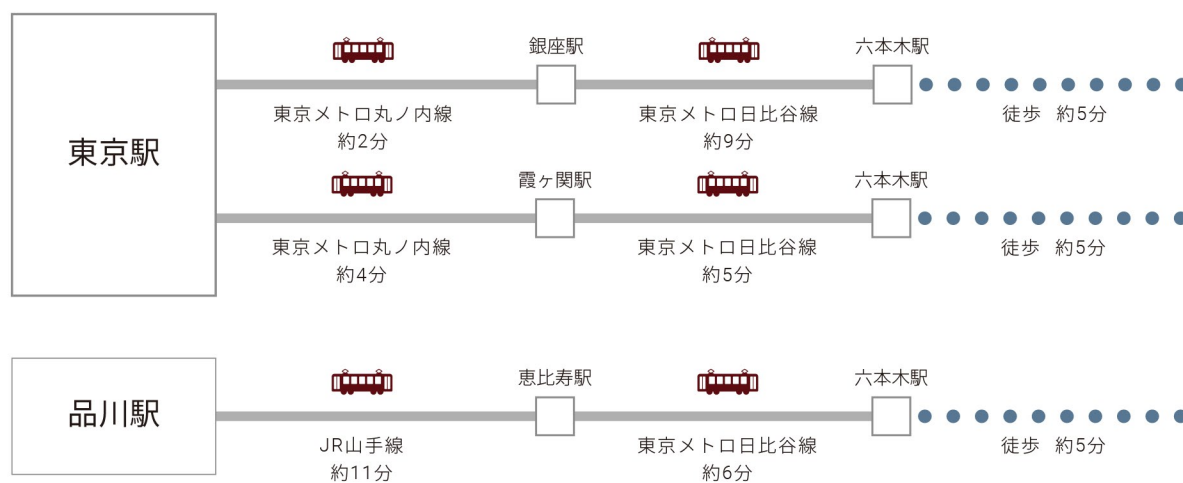 東京駅
銀座駅
六本木駅
東京メトロ丸ノ内線
約2分
東京メトロ日比谷線
約9分
徒歩 約5分
霞ヶ関駅
六本木駅
東京メトロ丸ノ内線
約4分
東京メトロ日比谷線
約5分
徒歩 約5分
品川駅
恵比寿駅
六本木駅
JR山手線
約11分
東京メトロ日比谷線
約6分
徒歩 約5分